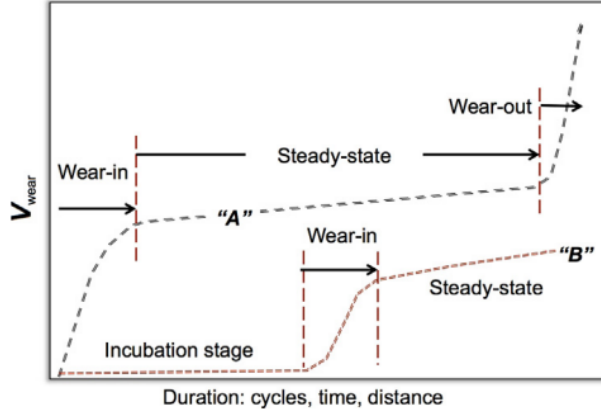 Wear-out
Steady-state
Wear-in
V wear
"A"
Wear-in
"B"
Steady-state
Incubation stage
Duration: cycles, time, distance